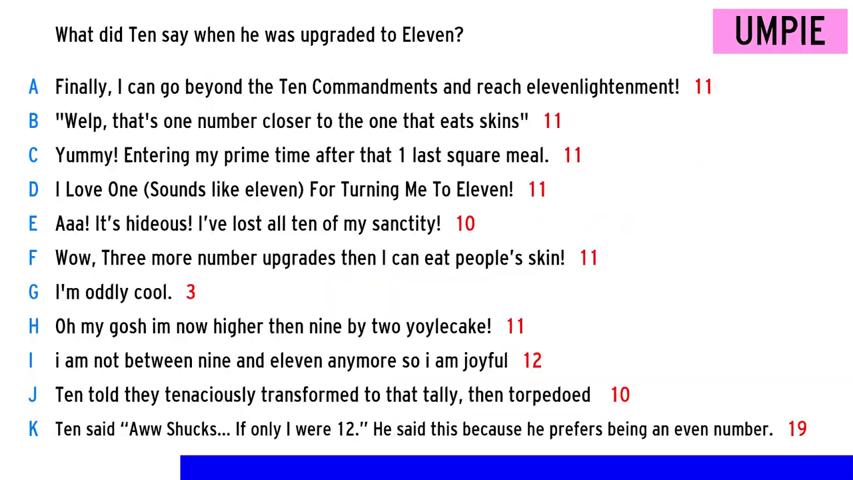 What did Ten say when he was upgraded to Eleven?
UMPIE
A Finally, I can go beyond the Ten Commandments and reach elevenlightenment! 11
B "Welp, that's one number closer to the one that eats skins" 11
C Yummy! Entering my prime time after that 1 last square meal. 11
D I Love One (Sounds like eleven) For Turning Me To Eleven! 11
E Aaa! It’s hideous! I’ve lost all ten of my sanctity! 10
F Wow, Three more number upgrades then I can eat people’s skin! 11
G I'm oddly cool. 3
H Oh my gosh im now higher then nine by two yoylecake! 11
I i am not between nine and eleven anymore so i am joyful 12
J Ten told they tenaciously transformed to that tally, then torpedoed 10
K Ten said “Aww Shucks... If only I were 12.” He said this because he prefers being an even number. 19